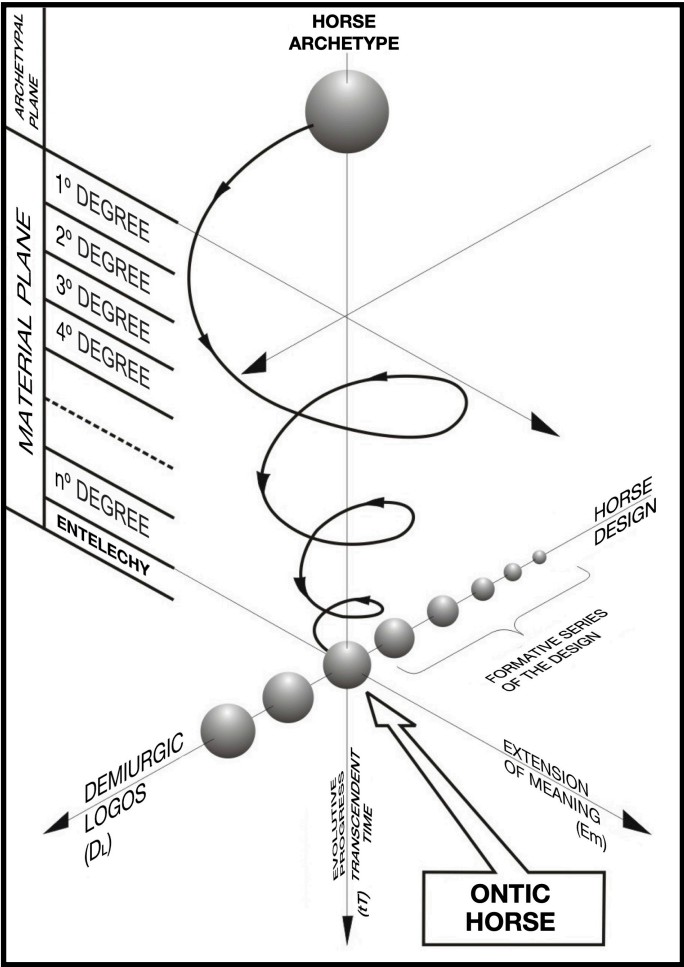 HORSE
ARCHETYPE
ARCHETYPAL
PLANE
MATERIAL PLANE
1º DEGREE
2º DEGREE
3º DEGREE
4º DEGREE
nº DEGREE
ENTELECHY
HORSE
DESIGN
FORMATIVE SERIES
OF THE DESIGN
DEMIURGIC
LOGOS
(DL)
EVOLUTIVE
PROGRESS
TRANSCENDENT
TIME
(tT)
EXTENSION
OF MEANING
(Em)
ONTIC
HORSE